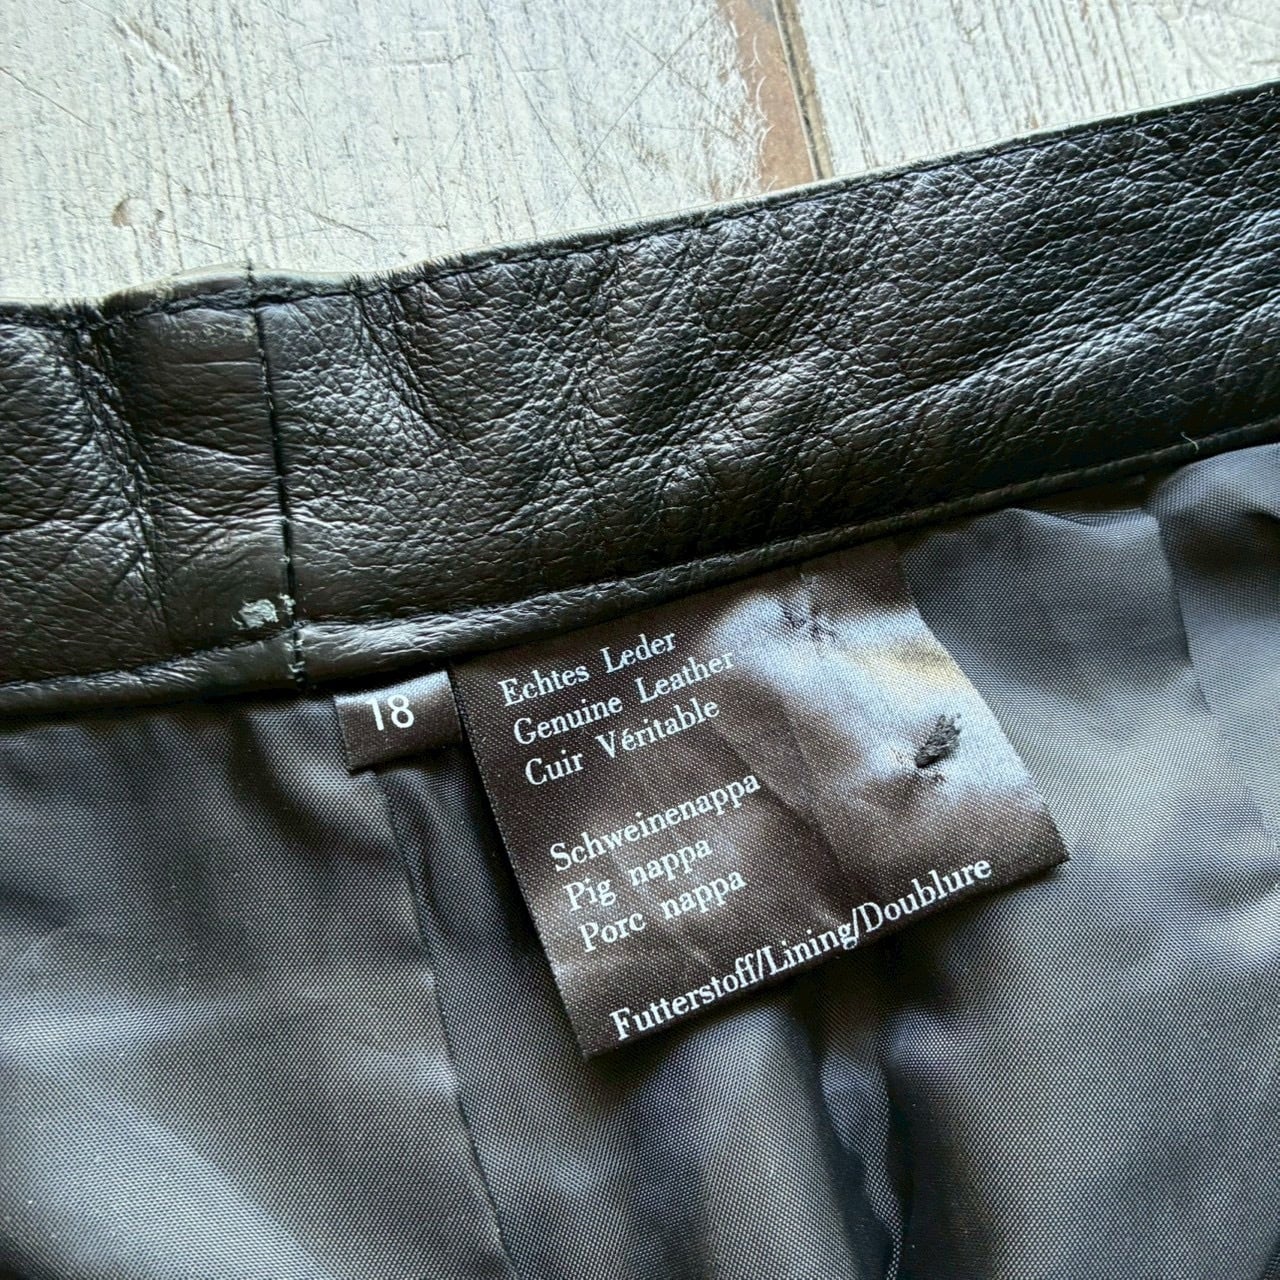 18
Echtes Leder
Genuine Leather
Cuir Véritable
Schweinenappa
Pig nappa
Porc nappa
Futterstoff/Lining/Doublure